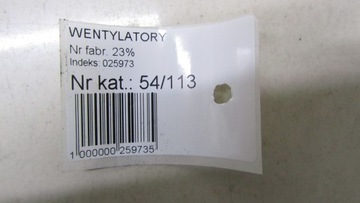 WENTYLATORY
Nr fabr. 23%
Indeks: 025973
Nr kat.: 54/113
1 000000 259735